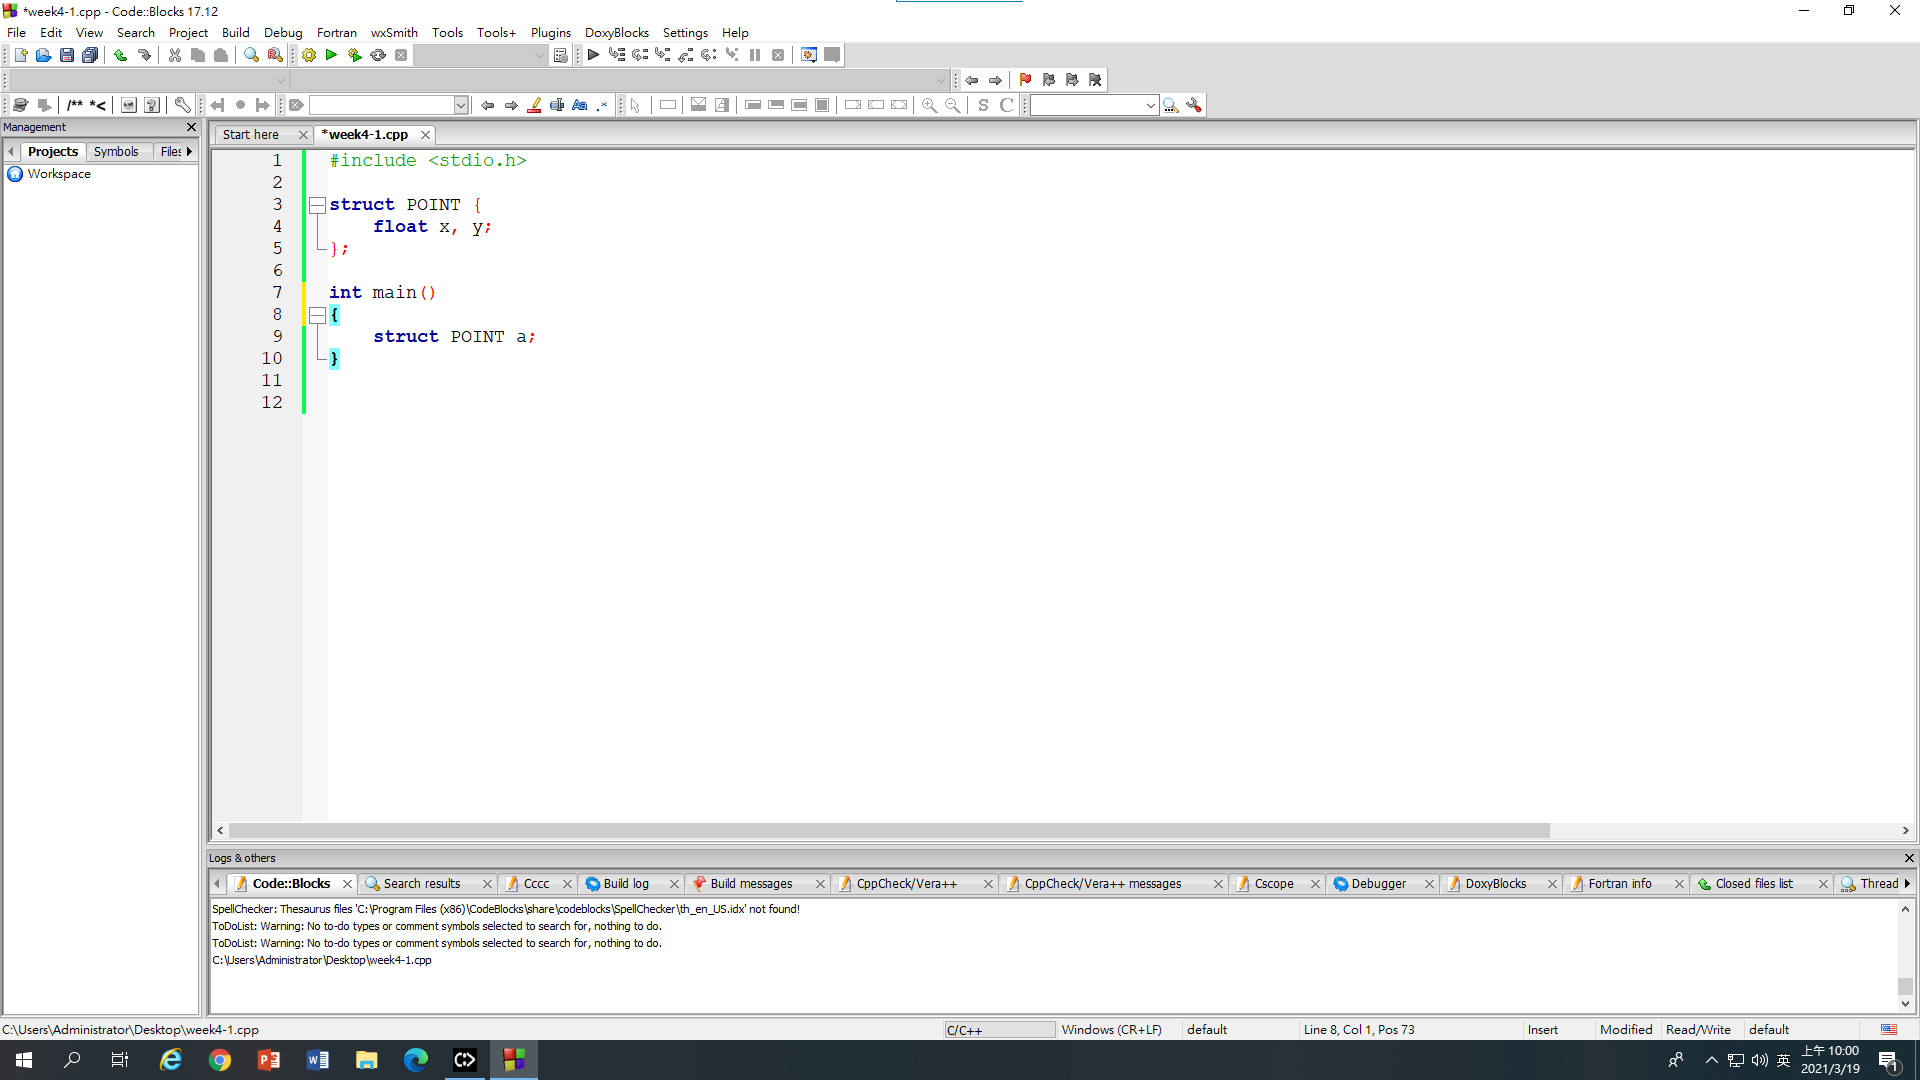 *week4-1.cpp - Code::Blocks 17.12
File Edit View Search Project Build Debug Fortran wxSmith Tools Tools+ Plugins DoxyBlocks Settings Help
/** *<
Aa .*
S C
Management
Projects Symbols Files
Workspace
Start here *week4-1.cpp
1 #include <stdio.h>
2
3 struct POINT {
4 float x, y;
5 };
6
7 int main()
8 {
9 struct POINT a;
10 }
11
12
Logs & others
Code::Blocks Search results Cccc Build log Build messages CppCheck/Vera++ CppCheck/Vera++ messages Cscope Debugger DoxyBlocks Fortran info Closed files list Thread
SpellChecker: Thesaurus files 'C:\Program Files (x86)\CodeBlocks\share\codeblocks\SpellChecker\th_en_US.idx' not found!
ToDoList: Warning: No to-do types or comment symbols selected to search for, nothing to do.
ToDoList: Warning: No to-do types or comment symbols selected to search for, nothing to do.
C:\Users\Administrator\Desktop\week4-1.cpp
C:\Users\Administrator\Desktop\week4-1.cpp C/C++ Windows (CR+LF) default Line 8, Col 1, Pos 73 Insert Modified Read/Write default
英 上午 10:00
2021/3/19
1